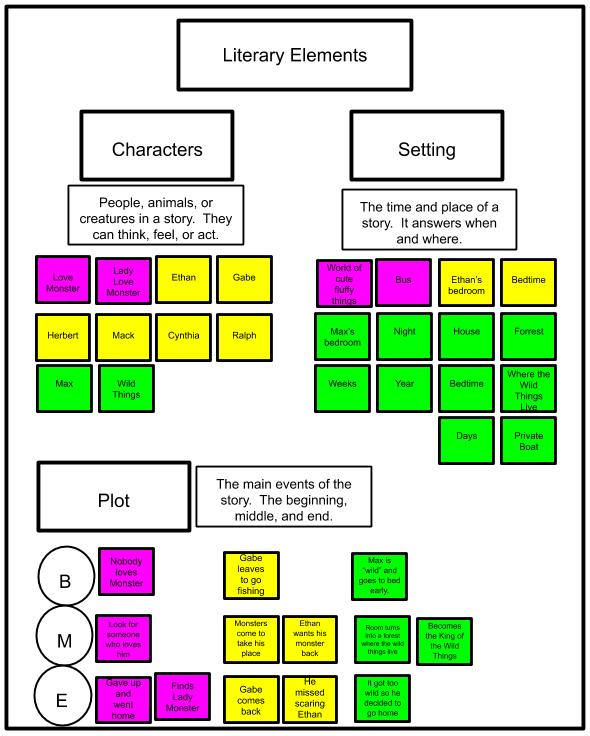 Literary Elements
Characters
Setting
People, animals, or
creatures in a story. They
can think, feel, or act.
The time and place of a
story. It answers when
and where.
Love
Monster
Lady
Love
Monster
Ethan
Gabe
Herbert
Mack
Cynthia
Ralph
Max
Wild
Things
World of
cute
fluffy
things
Bus
Ethan's
bedroom
Bedtime
Max's
bedroom
Night
House
Forrest
Weeks
Year
Bedtime
Where the
Wild
Things
Live
Days
Private
Boat
Plot
The main events of the
story. The beginning,
middle, and end.
B
Nobody
loves
Monster
Gabe
leaves
to go
fishing
Max is
"wild" and
goes to bed
early.
M
Look for
someone
who loves
him
Monsters
come to
take his
place
Ethan
wants his
monster
back
Room turns
into a forest
where the wild
things live
Becomes
the King of
the Wild
Things
E
Gave up
and
went
home
Finds
Lady
Monster
Gabe
comes
back
He
missed
scaring
Ethan
It got too
wild so he
decided to
go home